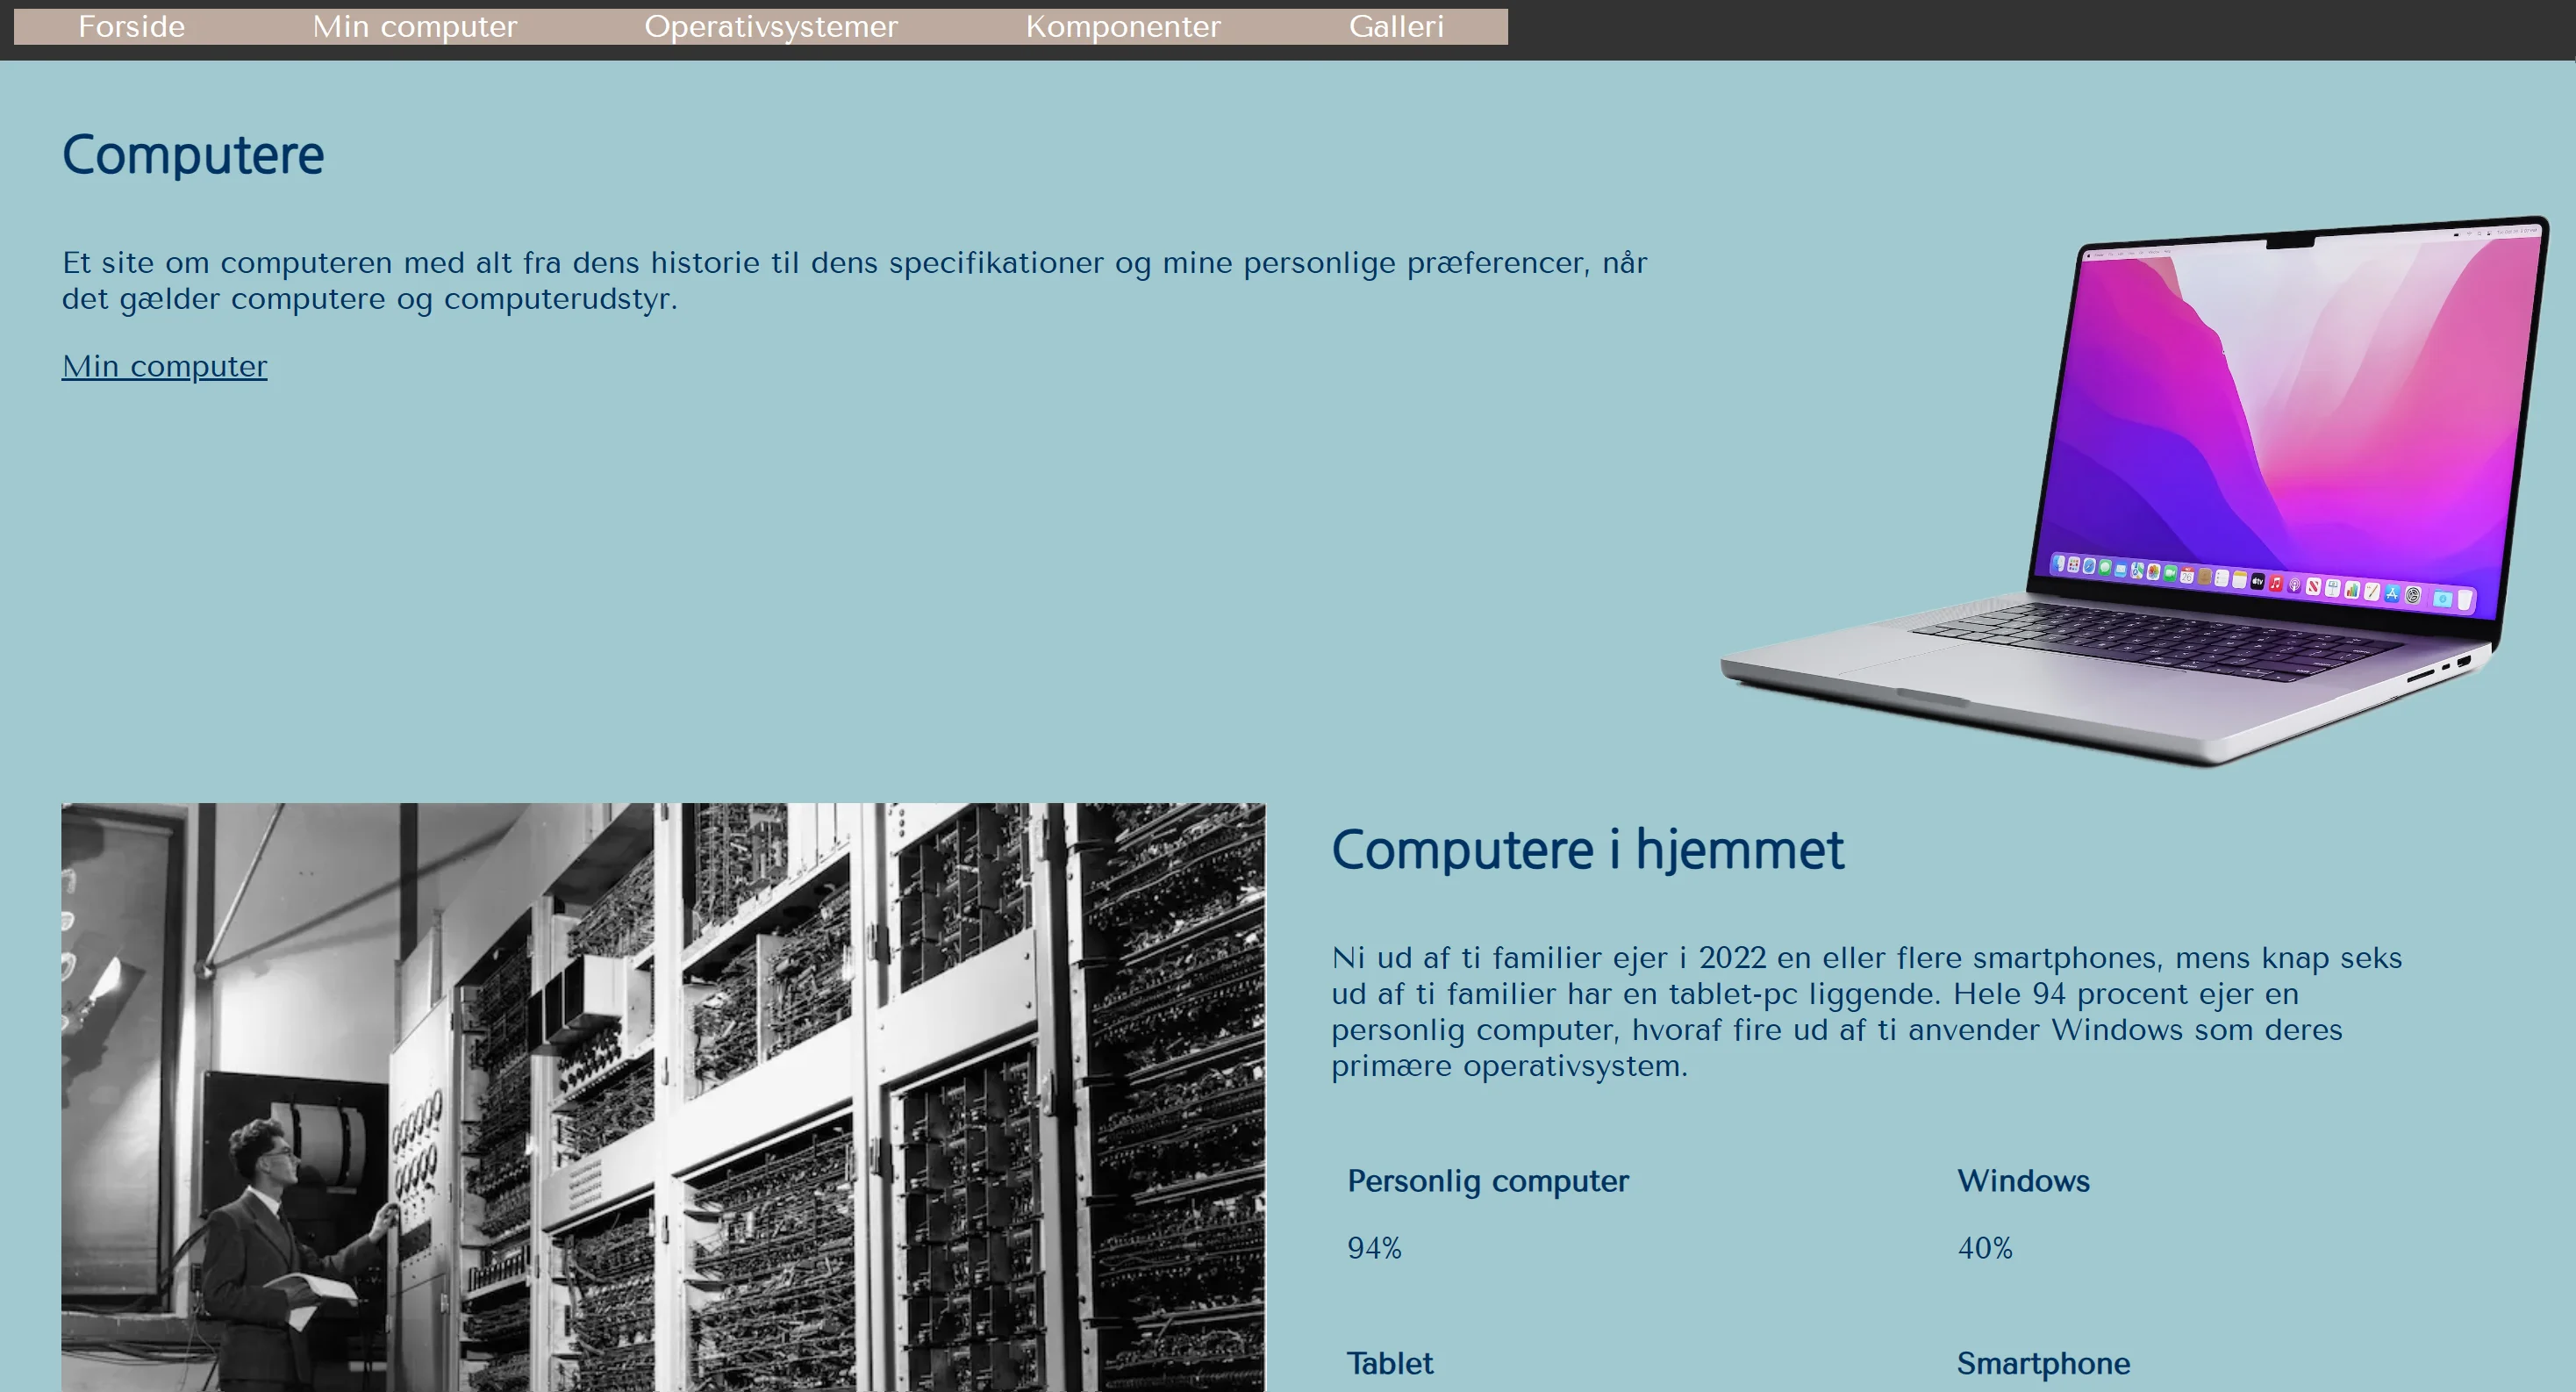 Forside Min computer Operativsystemer Komponenter Galleri
Computere
Et site om computeren med alt fra dens historie til dens specifikationer og mine personlige præferencer, når
det gælder computere og computerudstyr.
Min computer
Computere i hjemmet
Ni ud af ti familier ejer i 2022 en eller flere smartphones, mens knap seks
ud af ti familier har en tablet-pc liggende. Hele 94 procent ejer en
personlig computer, hvoraf fire ud af ti anvender Windows som deres
primære operativsystem.
Personlig computer Windows
94% 40%
Tablet Smartphone